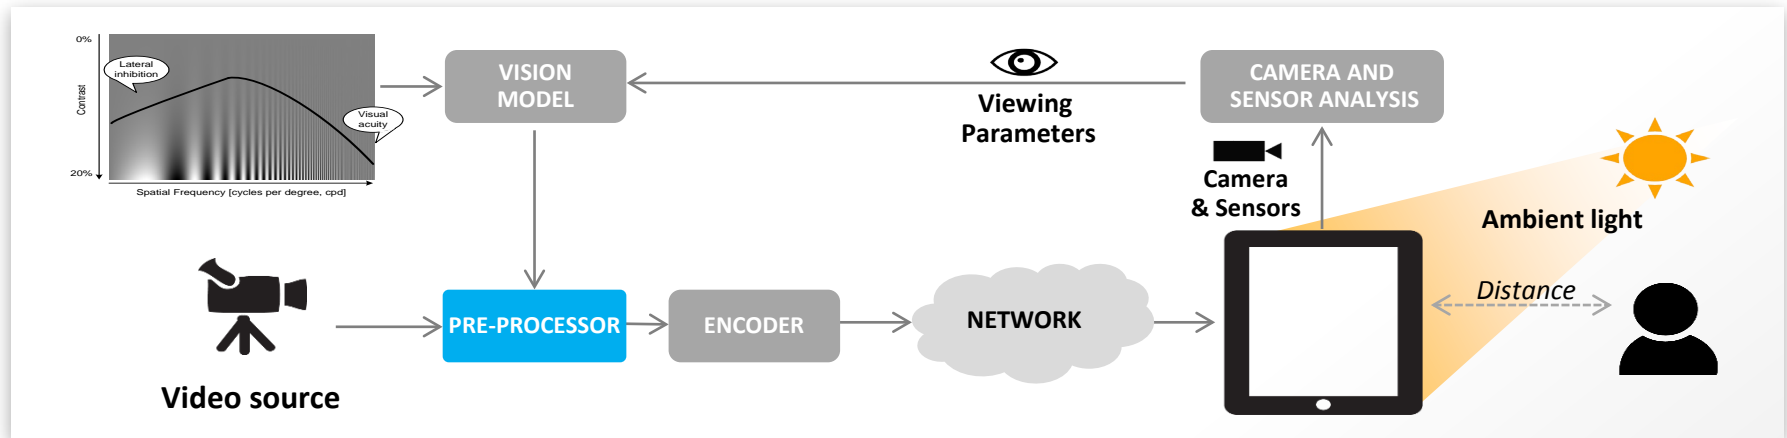 0%
Lateral
inhibition
Contrast
Visual
acuity
20%
Spatial Frequency [cycles per degree, cpd]
VISION
MODEL
Viewing
Parameters
CAMERA AND
SENSOR ANALYSIS
Camera
& Sensors
Ambient light
Distance
Video source
PRE-PROCESSOR
ENCODER
NETWORK